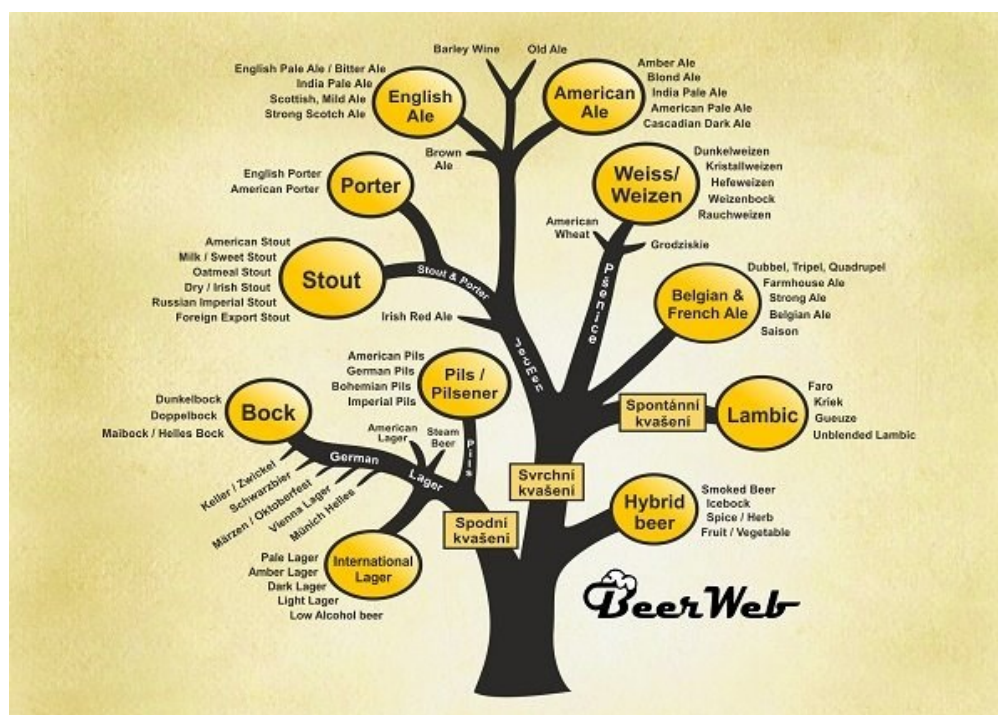 Barley Wine
Old Ale
English Pale Ale / Bitter Ale
India Pale Ale
Scottish, Mild Ale
Strong Scotch Ale
English
Ale
American
Ale
Amber Ale
Blond Ale
India Pale Ale
American Pale Ale
Cascadian Dark Ale
Brown
Ale
English Porter
American Porter
Porter
Weiss/
Weizen
Dunkelweizen
Kristallweizen
Hefeweizen
Weizenbock
Rauchweizen
American
Wheat
Grodziskie
American Stout
Milk / Sweet Stout
Oatmeal Stout
Dry / Irish Stout
Russian Imperial Stout
Foreign Export Stout
Stout
Stout & Porter
Irish Red Ale
Ječmen
Psenice
Belgian &
French Ale
Dubbel, Tripel, Quadrupel
Farmhouse Ale
Strong Ale
Belgian Ale
Saison
American Pils
German Pils
Bohemian Pils
Imperial Pils
Pils /
Pilsener
Pils
Dunkelbock
Doppelbock
Maibock / Helles Bock
Bock
German
Lager
American
Lager
Steam
Beer
Keller / Zwickel
Schwarzbier
Märzen / Oktoberfest
Vienna Lager
Münich Helles
Spontánní
kvašení
Lambic
Faro
Kriek
Gueuze
Unblended Lambic
Svrchní
kvašení
Spodní
kvašení
Hybrid
beer
Smoked Beer
Icebock
Spice / Herb
Fruit / Vegetable
International
Lager
Pale Lager
Amber Lager
Dark Lager
Light Lager
Low Alcohol beer
BeerWeb